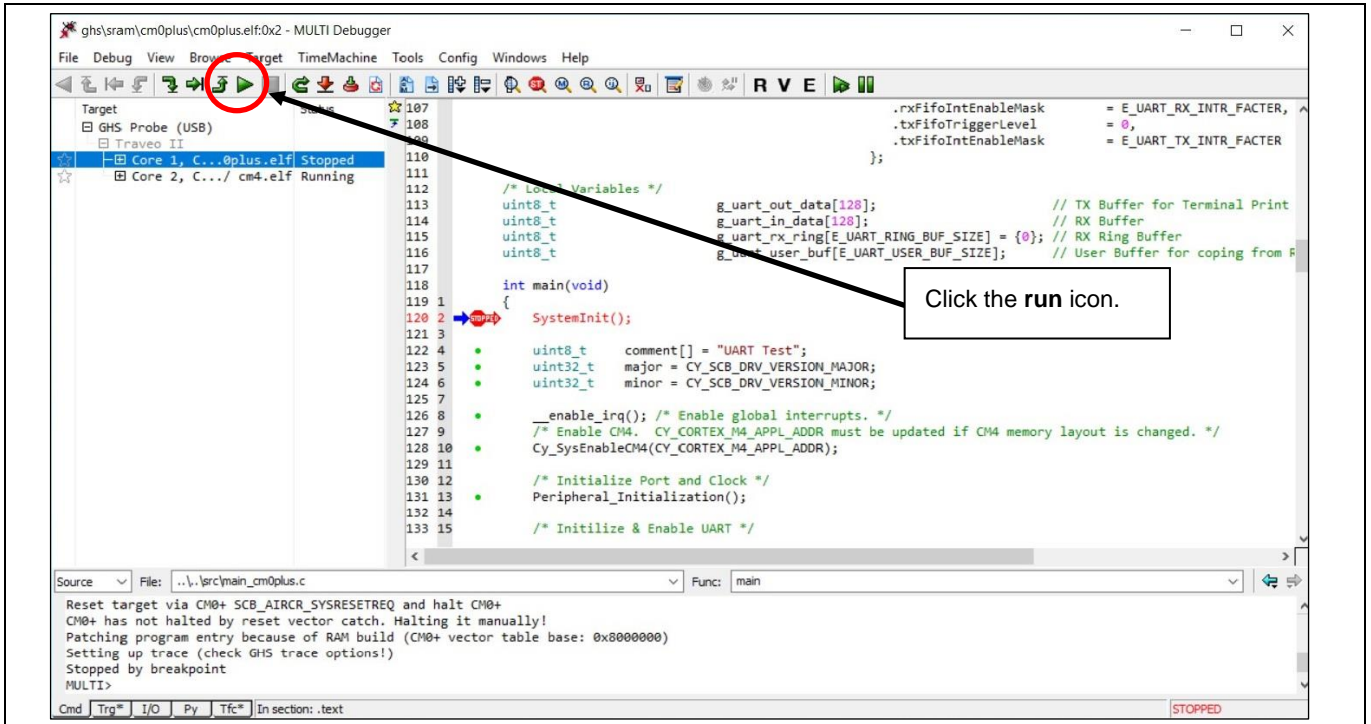 ghs\sram\cm0plus\cm0plus.elf:0x2 - MULTI Debugger
File Debug View Browse Target TimeMachine Tools Config Windows Help
R V E
Target Status
GHS Probe (USB)
Traveo II
Core 1, C...0plus.elf Stopped
Core 2, C.../ cm4.elf Running
107 .rxFifoIntEnableMask = E_UART_RX_INTR_FACTER,
108 .txFifoTriggerLevel = 0,
109 .txFifoIntEnableMask = E_UART_TX_INTR_FACTER
110 };
111
112 /* Local Variables */
113 uint8_t g_uart_out_data[128]; // TX Buffer for Terminal Print
114 uint8_t g_uart_in_data[128]; // RX Buffer
115 uint8_t g_uart_rx_ring[E_UART_RING_BUF_SIZE] = {0}; // RX Ring Buffer
116 uint8_t g_uart_user_buf[E_UART_USER_BUF_SIZE]; // User Buffer for coping from
117
118 int main(void)
119 1 {
120 2 STOPPED SystemInit();
121 3
122 4 uint8_t comment[] = "UART Test";
123 5 uint32_t major = CY_SCB_DRV_VERSION_MAJOR;
124 6 uint32_t minor = CY_SCB_DRV_VERSION_MINOR;
125 7
126 8 __enable_irq(); /* Enable global interrupts. */
127 9 /* Enable CM4. CY_CORTEX_M4_APPL_ADDR must be updated if CM4 memory layout is changed. */
128 10 Cy_SysEnableCM4(CY_CORTEX_M4_APPL_ADDR);
129 11
130 12 /* Initialize Port and Clock */
131 13 Peripheral_Initialization();
132 14
133 15 /* Initilize & Enable UART */
Click the run icon.
Source File: ..\..\src\main_cm0plus.c Func: main
Reset target via CM0+ SCB_AIRCR_SYSRESETREQ and halt CM0+
CM0+ has not halted by reset vector catch. Halting it manually!
Patching program entry because of RAM build (CM0+ vector table base: 0x8000000)
Setting up trace (check GHS trace options!)
Stopped by breakpoint
MULTI>
Cmd Trg* I/O Py Tfc* In section: .text STOPPED